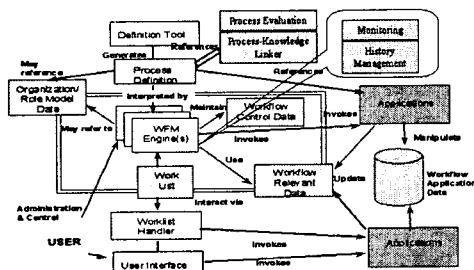 Definition Tool
Process Evaluation
Process-Knowledge
Linker
Monitoring
History
Management
May
reference
Generates
References
Process
Definition
References
Organization/
Role Model
Data
Interpreted by
Maintain
Workflow
Control Data
Invokes
Applications
May refer to
WFM
Engine(s)
Invokes
Manipulate
Use
Work
List
Workflow
Relevant
Data
Update
Workflow
Application
Data
Administration
& Control
Interact via
USER
Worklist
Handler
Invokes
Invokes
User Interface
Applications